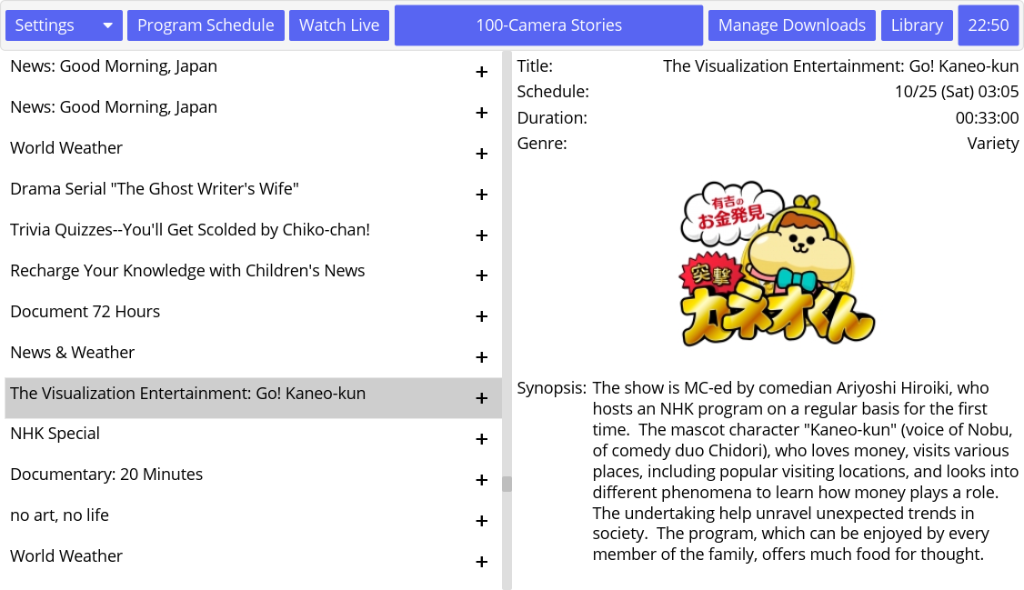 Settings
Program Schedule
Watch Live
100-Camera Stories
Manage Downloads
Library
22:50
News: Good Morning, Japan +
News: Good Morning, Japan +
World Weather +
Drama Serial "The Ghost Writer's Wife" +
Trivia Quizzes--You'll Get Scolded by Chiko-chan! +
Recharge Your Knowledge with Children's News +
Document 72 Hours +
News & Weather +
The Visualization Entertainment: Go! Kaneo-kun +
NHK Special +
Documentary: 20 Minutes +
no art, no life +
World Weather +
Title: The Visualization Entertainment: Go! Kaneo-kun
Schedule: 10/25 (Sat) 03:05
Duration: 00:33:00
Genre: Variety
有吉の
お金発見
突撃
カネオくん
Synopsis: The show is MC-ed by comedian Ariyoshi Hiroiki, who
hosts an NHK program on a regular basis for the first
time.  The mascot character "Kaneo-kun" (voice of Nobu,
of comedy duo Chidori), who loves money, visits various
places, including popular visiting locations, and looks into
different phenomena to learn how money plays a role.
The undertaking help unravel unexpected trends in
society.  The program, which can be enjoyed by every
member of the family, offers much food for thought.